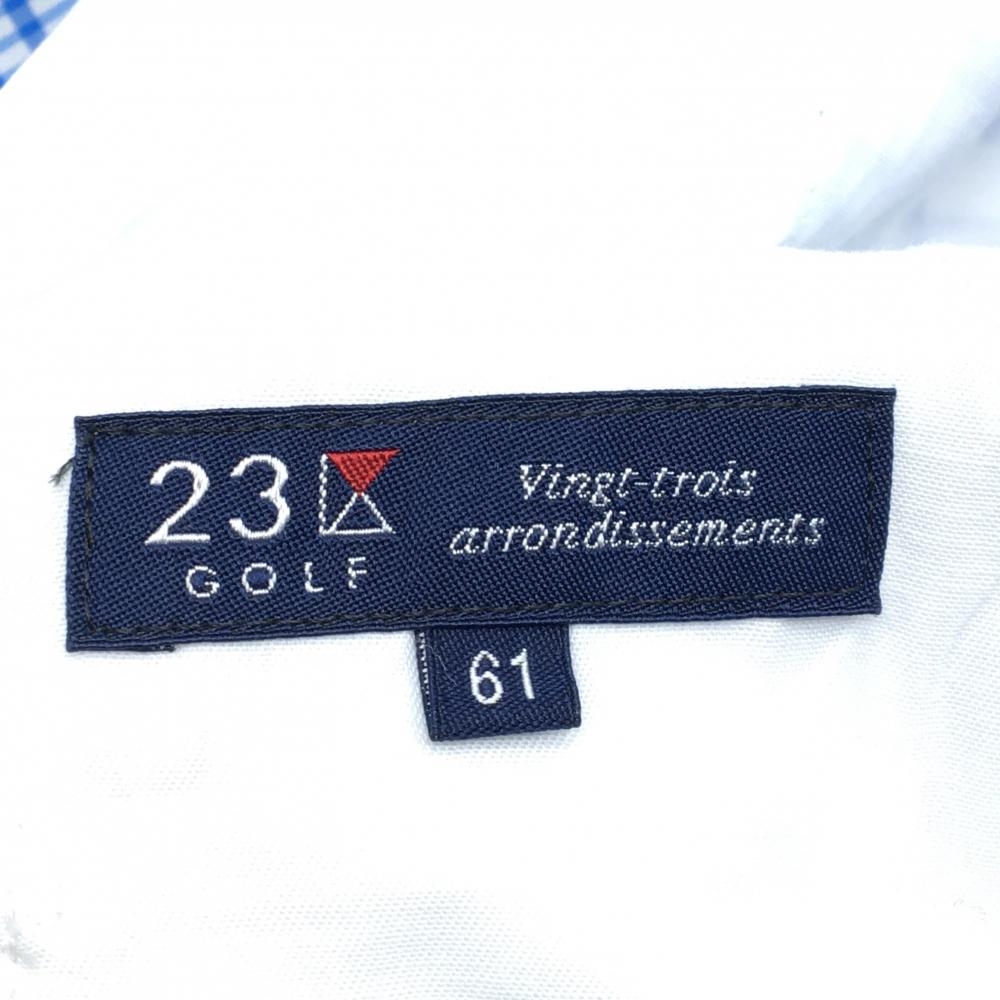 23
GOLF
Vingt-trois
arrondissements
61